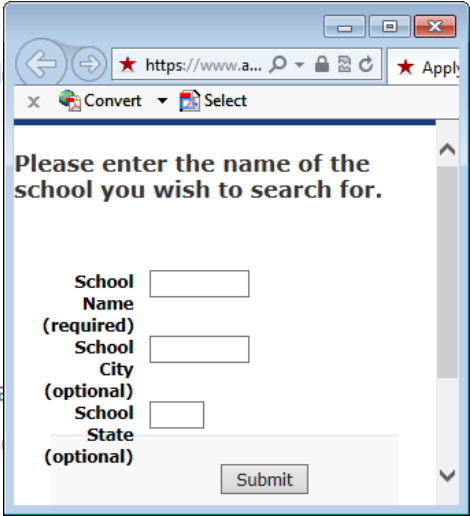 https://www.a...
Apply
x Convert Select
Please enter the name of the
school you wish to search for.
School
Name
(required)
School
City
(optional)
School
State
(optional)
Submit